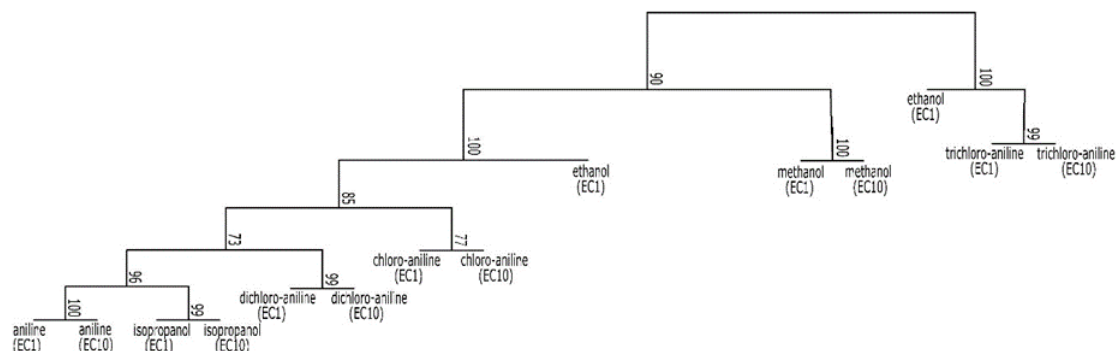 100
90
ethanol
(EC1)
99
trichloro-aniline
(EC1)
trichloro-aniline
(EC10)
100
100
ethanol
(EC1)
methanol
(EC1)
methanol
(EC10)
85
73
77
chloro-aniline
(EC1)
chloro-aniline
(EC10)
96
99
dichloro-aniline
(EC1)
dichloro-aniline
(EC10)
100
99
aniline
(EC1)
aniline
(EC10)
isopropanol
(EC1)
isopropanol
(EC10)